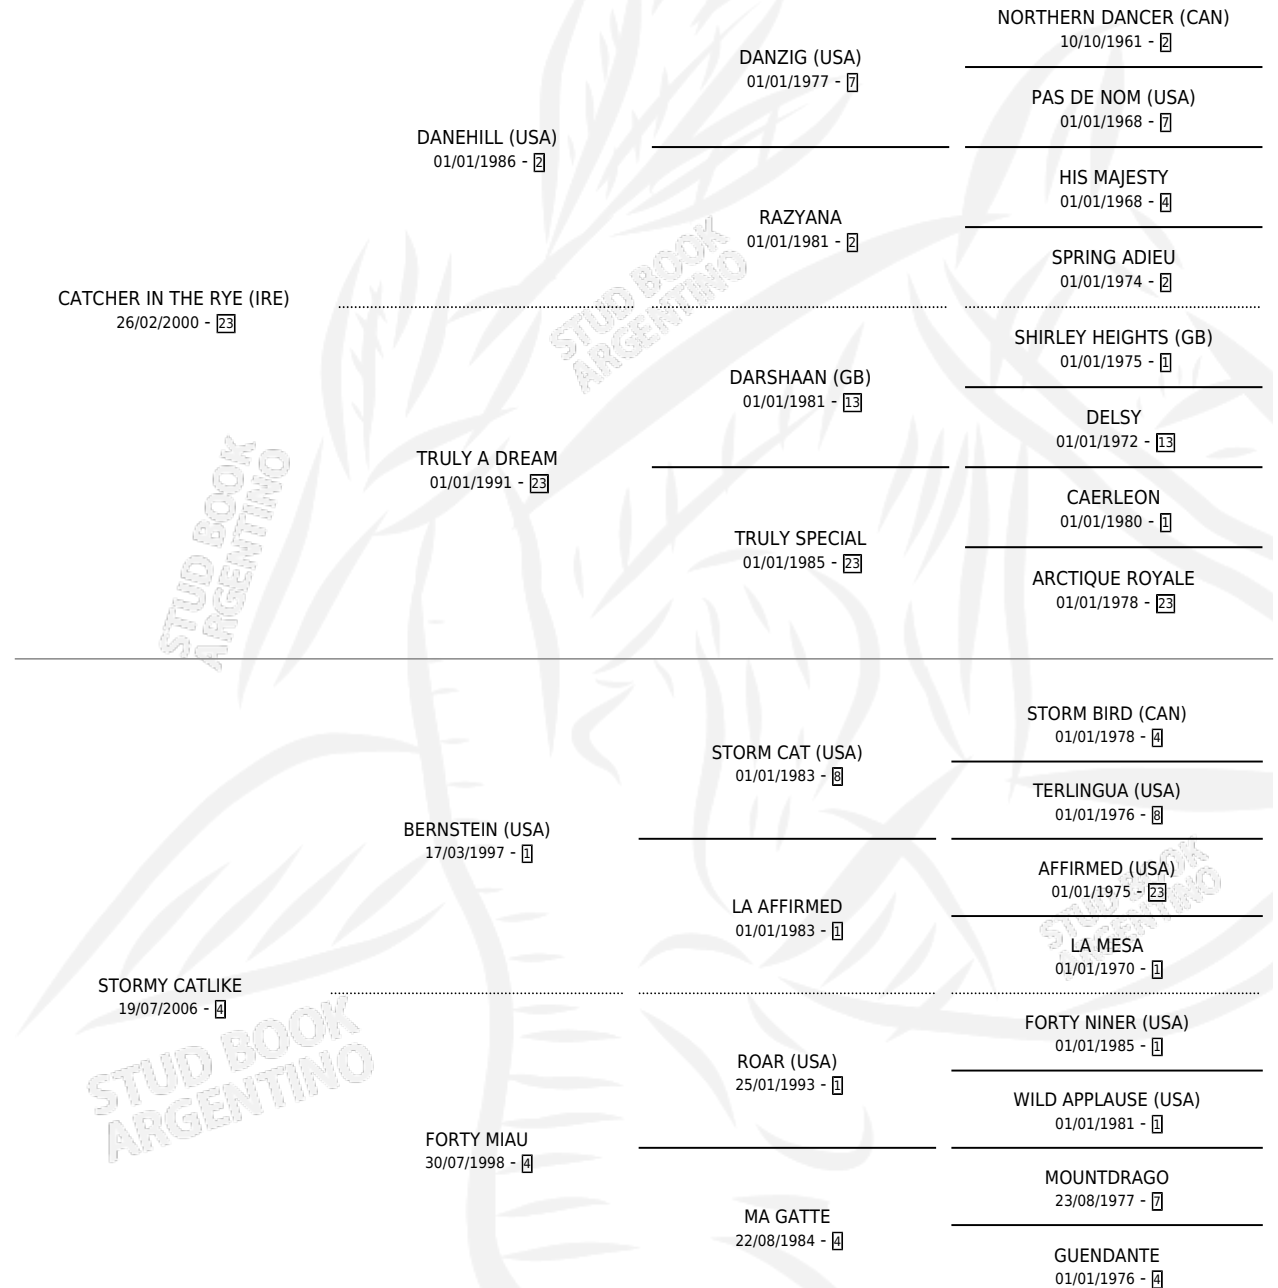 NORTHERN DANCER (CAN)
10/10/1961 - 2
DANZIG (USA)
01/01/1977 - 7
PAS DE NOM (USA)
01/01/1968 - 7
DANEHILL (USA)
01/01/1986 - 2
HIS MAJESTY
01/01/1968 - 4
RAZYANA
01/01/1981 - 2
SPRING ADIEU
01/01/1974 - 2
CATCHER IN THE RYE (IRE)
26/02/2000 - 23
SHIRLEY HEIGHTS (GB)
01/01/1975 - 1
DARSHAAN (GB)
01/01/1981 - 13
DELSY
01/01/1972 - 13
TRULY A DREAM
01/01/1991 - 23
CAERLEON
01/01/1980 - 1
TRULY SPECIAL
01/01/1985 - 23
ARCTIQUE ROYALE
01/01/1978 - 23
STORM BIRD (CAN)
01/01/1978 - 4
STORM CAT (USA)
01/01/1983 - 8
TERLINGUA (USA)
01/01/1976 - 8
BERNSTEIN (USA)
17/03/1997 - 1
AFFIRMED (USA)
01/01/1975 - 23
LA AFFIRMED
01/01/1983 - 1
LA MESA
01/01/1970 - 1
STORMY CATLIKE
19/07/2006 - 4
FORTY NINER (USA)
01/01/1985 - 1
ROAR (USA)
25/01/1993 - 1
WILD APPLAUSE (USA)
01/01/1981 - 1
FORTY MIAU
30/07/1998 - 4
MOUNTDRAGO
23/08/1977 - 7
MA GATTE
22/08/1984 - 4
GUENDANTE
01/01/1976 - 4
STUD BOOK
ARGENTINO
STUD BOOK
ARGENTINO
STUD BOOK
ARGENTINO
STUD BOOK
ARGENTINO